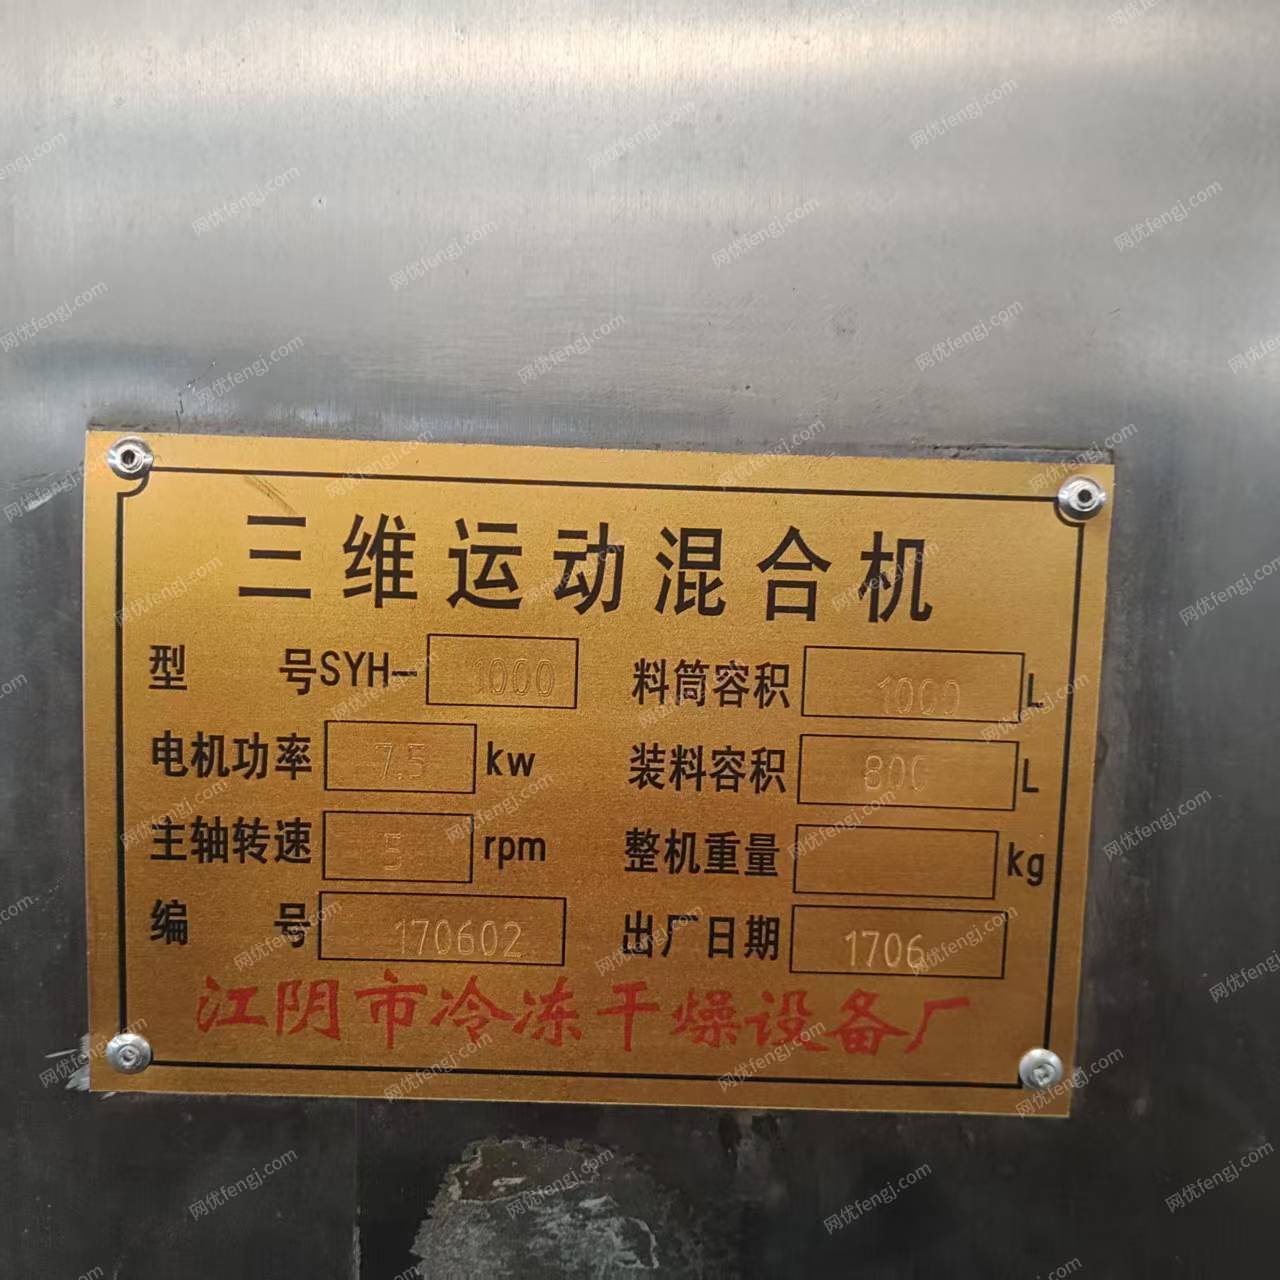 三维运动混合机
型号SYH-1000 料筒容积 1000 L
电机功率 7.5 kw 装料容积 800 L
主轴转速 5 rpm 整机重量 kg
编号 170602 出厂日期 1706
江阴市冷冻干燥设备厂
网优fengj.com